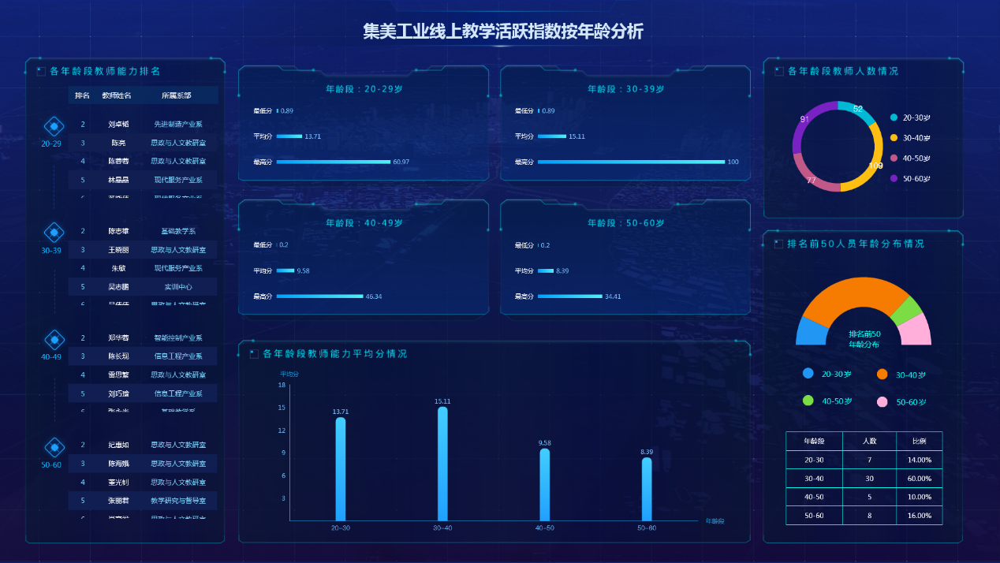 集美工业线上教学活跃指数按年龄分析
各年龄段教师能力排名
排名 教师姓名 所属系部
20-29
2 刘卓韬 先进制造产业系
3 陈亮 思政与人文教研室
4 陈蓉蓉 思政与人文教研室
5 林晶晶 现代服务产业系
30-39
2 陈志雄 基础教学系
3 王晓丽 思政与人文教研室
4 朱敏 现代服务产业系
5 吴志鹏 实训中心
40-49
2 郑华蓉 智能控制产业系
3 陈长现 信息工程产业系
4 雷思繁 思政与人文教研室
5 刘巧瑜 信息工程产业系
50-60
2 纪惠如 思政与人文教研室
3 陈海娥 思政与人文教研室
4 董光钊 思政与人文教研室
5 张丽君 教学研究与督导室
年龄段：20-29岁
最低分 0.89
平均分 13.71
最高分 60.97
年龄段：30-39岁
最低分 0.89
平均分 15.11
最高分 100
年龄段：40-49岁
最低分 0.2
平均分 9.58
最高分 46.34
年龄段：50-60岁
最低分 0.2
平均分 8.39
最高分 34.41
各年龄段教师能力平均分情况
平均分
18
15
12
9
6
3
13.71
15.11
9.58
8.39
20-30
30-40
40-50
50-60
年龄段
各年龄段教师人数情况
52
109
77
91
20-30岁
30-40岁
40-50岁
50-60岁
排名前50人员年龄分布情况
排名前50
年龄分布
20-30岁
30-40岁
40-50岁
50-60岁
年龄段 人数 比例
20-30 7 14.00%
30-40 30 60.00%
40-50 5 10.00%
50-60 8 16.00%